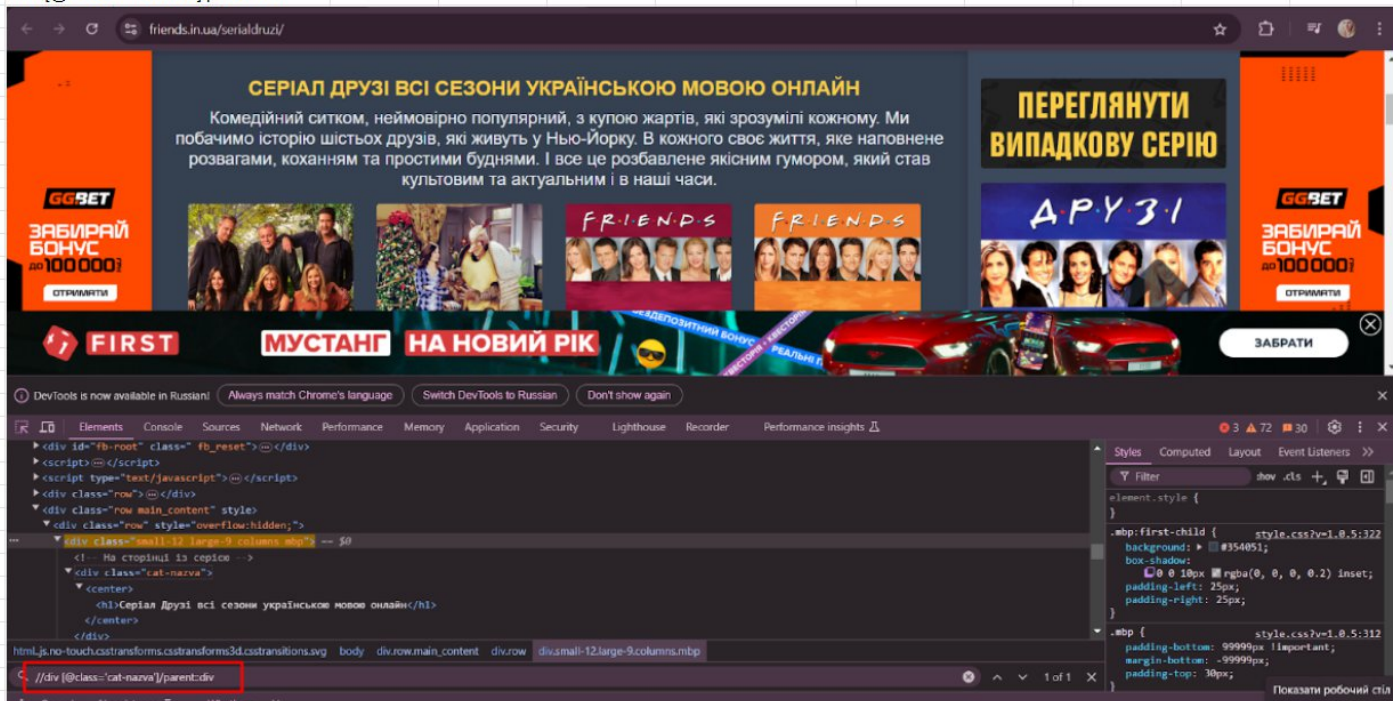 friends.in.ua/serialdruzi/
СЕРІАЛ ДРУЗІ ВСІ СЕЗОНИ УКРАЇНСЬКОЮ МОВОЮ ОНЛАЙН
Комедійний ситком, неймовірно популярний, з купою жартів, які зрозумілі кожному. Ми
побачимо історію шістьох друзів, які живуть у Нью-Йорку. В кожного своє життя, яке наповнене
розвагами, коханням та простими буднями. І все це розбавлене якісним гумором, який став
культовим та актуальним і в наші часи.
ПЕРЕГЛЯНУТИ
ВИПАДКОВУ СЕРІЮ
GGBET
ЗАБИРАЙ
БОНУС
ДО 100 000₴
ОТРИМАТИ
F·R·I·E·N·D·S
F·R·I·E·N·D·S
Д·Р·У·З·І
GGBET
ЗАБИРАЙ
БОНУС
ДО 100 000₴
ОТРИМАТИ
FIRST
МУСТАНГ НА НОВИЙ РІК
БЕЗДЕПОЗИТНИЙ БОНУС
ЗАБРАТИ
DevTools is now available in Russian! Always match Chrome's language Switch DevTools to Russian Don't show again
Elements Console Sources Network Performance Memory Application Security Lighthouse Recorder Performance insights 3 72 30
<div id="fb-root" class=" fb_reset">…</div>
<script>…</script>
<script type="text/javascript">…</script>
<div class="row">…</div>
<div class="row main_content" style>
<div class="row" style="overflow:hidden;">
<div class="small-12 large-9 columns mbp"> == $0
<!-- На сторінці із серією -->
<div class="cat-nazva">
<center>
<h1>Серіал Друзі всі сезони українською мовою онлайн</h1>
</center>
</div>
html.js.no-touch.csstransforms.csstransforms3d.csstransitions.svg body div.row.main_content div.row div.small-12.large-9.columns.mbp
//div [@class='cat-nazva']/parent:div 1 of 1
Styles Computed Layout Event Listeners
Filter :hov .cls
element.style {
}
.mbp:first-child { style.css?v=1.0.5:322
background: #354051;
box-shadow:
0 0 10px rgba(0, 0, 0, 0.2) inset;
padding-left: 25px;
padding-right: 25px;
}
.mbp { style.css?v=1.0.5:312
padding-bottom: 99999px !important;
margin-bottom: -99999px;
padding-top: 30px;
}
Показати робочий стіл